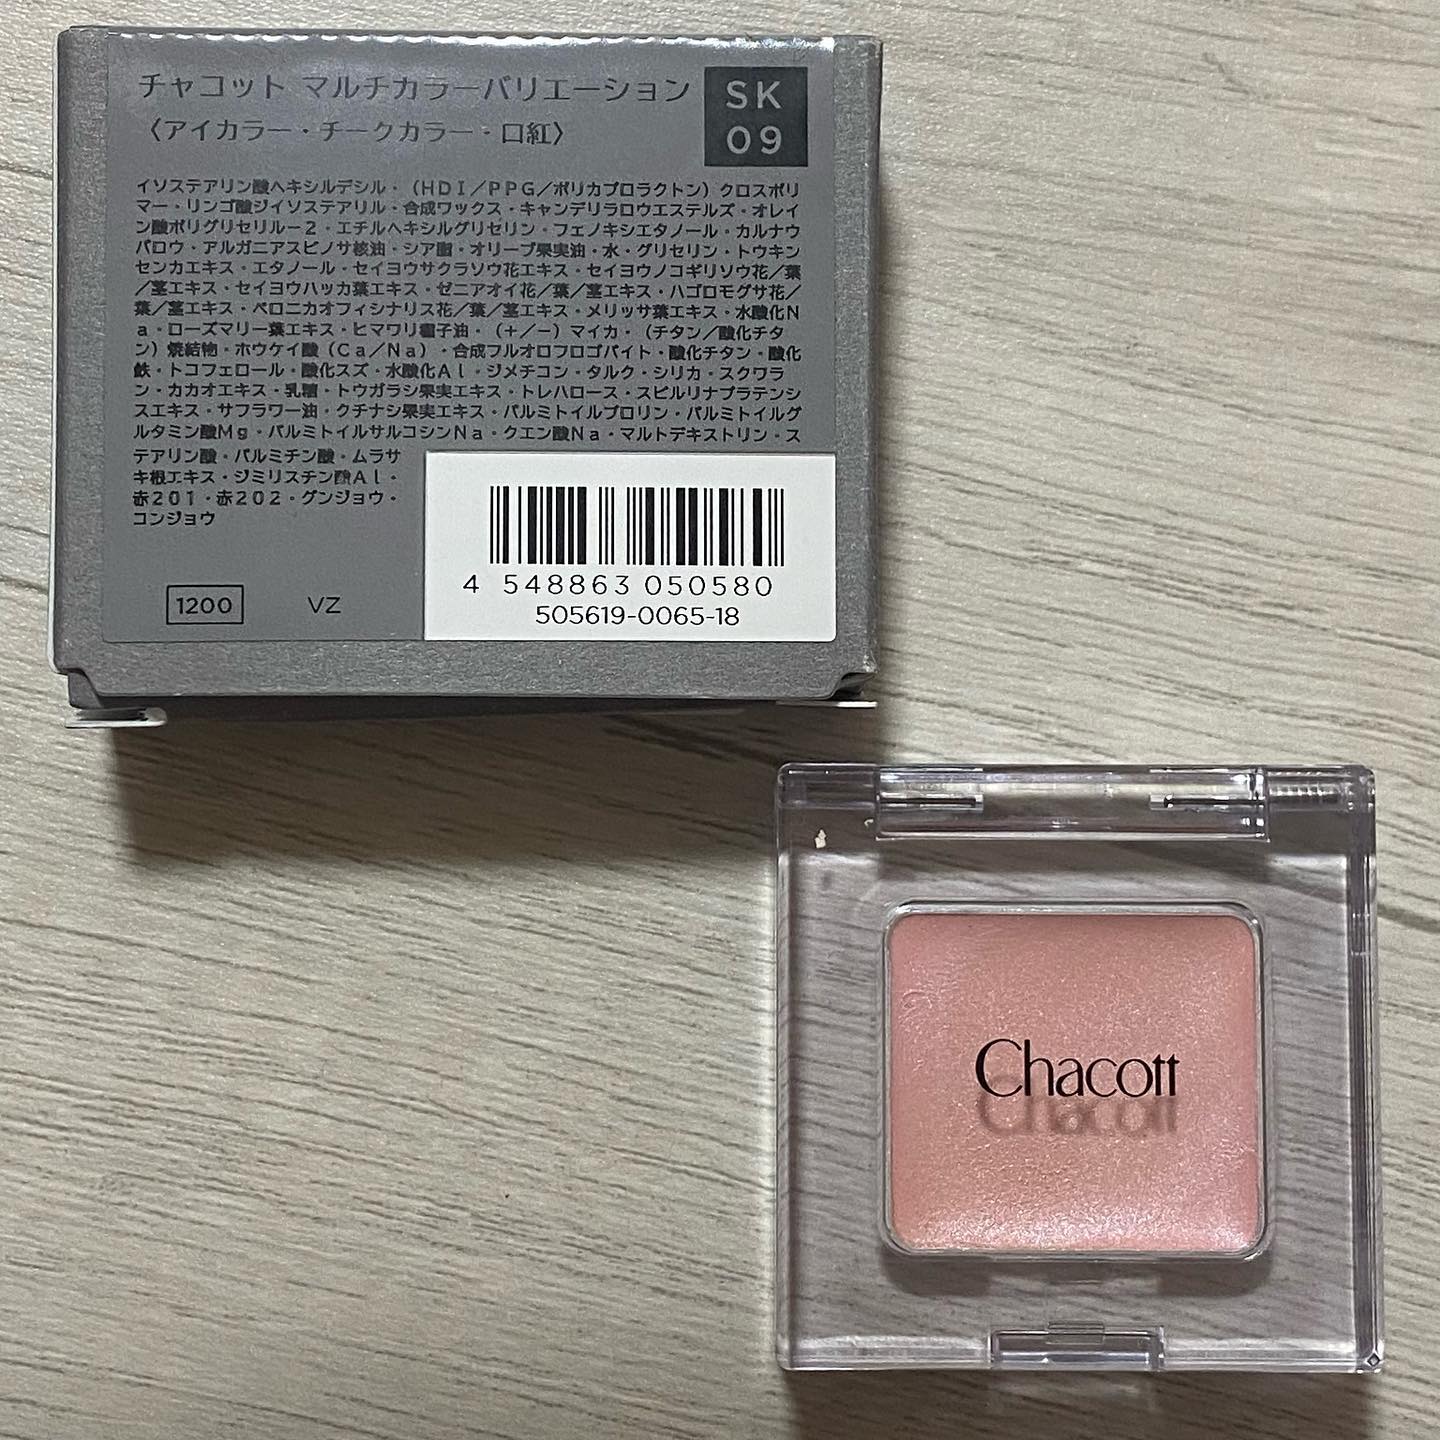 チャコット マルチカラーバリエーション
〈アイカラー・チークカラー・口紅〉
SK
09
イソステアリン酸ヘキシルデシル・（HDI／PPG／ポリカプロラクトン）クロスポリ
マー・リンゴ酸ジイソステアリル・合成ワックス・キャンデリラロウエステルズ・オレイ
ン酸ポリグリセリル－2・エチルヘキシルグリセリン・フェノキシエタノール・カルナウ
バロウ・アルガニアスピノサ核油・シア脂・オリーブ果実油・水・グリセリン・トウキン
センカエキス・エタノール・セイヨウサクラソウ花エキス・セイヨウノコギリソウ花／葉
／茎エキス・セイヨウハッカ葉エキス・ゼニアオイ花／葉／茎エキス・ハゴロモグサ花／
葉／茎エキス・ベロニカオフィシナリス花／葉／茎エキス・メリッサ葉エキス・水酸化N
a・ローズマリー葉エキス・ヒマワリ種子油・（＋／－）マイカ・（チタン／酸化チタ
ン）焼結物・ホウケイ酸（Ca／Na）・合成フルオロフロゴパイト・酸化チタン・酸化
鉄・トコフェロール・酸化スズ・水酸化Al・ジメチコン・タルク・シリカ・スクワラ
ン・カカオエキス・乳糖・トウガラシ果実エキス・トレハロース・スピルリナプラテンシ
スエキス・サフラワー油・クチナシ果実エキス・パルミトイルプロリン・パルミトイルグ
ルタミン酸Mg・パルミトイルサルコシンNa・クエン酸Na・マルトデキストリン・ス
テアリン酸・パルミチン酸・ムラサ
キ根エキス・ジミリスチン酸Al・
赤201・赤202・グンジョウ・
コンジョウ
1200 VZ
4 548863 050580
505619-0065-18
Chacott